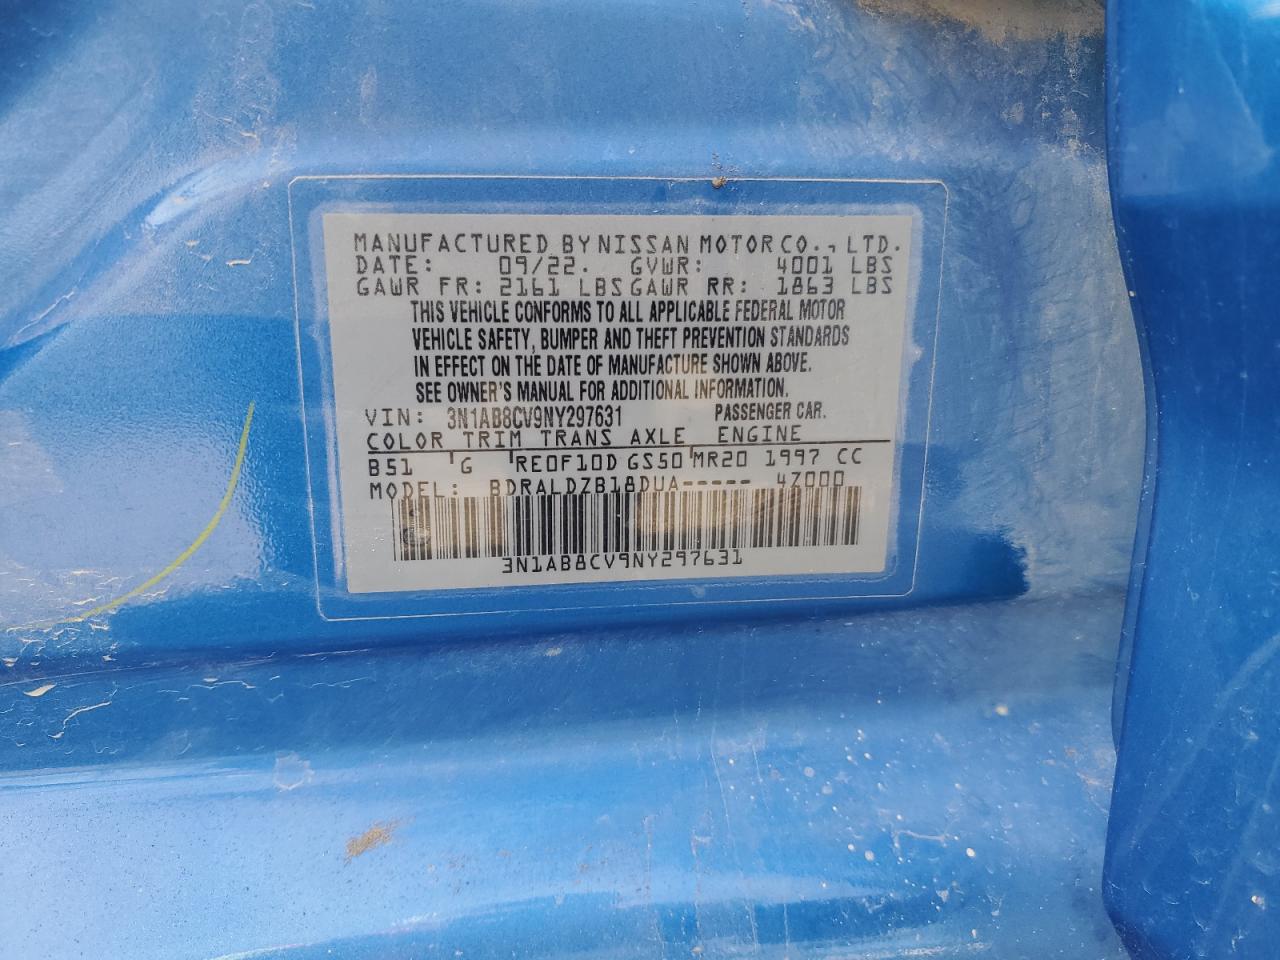 MANUFACTURED BY NISSAN MOTOR CO., LTD.
DATE: 09/22. GVWR: 4001 LBS
GAWR FR: 2161 LBS GAWR RR: 1863 LBS
THIS VEHICLE CONFORMS TO ALL APPLICABLE FEDERAL MOTOR
VEHICLE SAFETY, BUMPER AND THEFT PREVENTION STANDARDS
IN EFFECT ON THE DATE OF MANUFACTURE SHOWN ABOVE.
SEE OWNER'S MANUAL FOR ADDITIONAL INFORMATION.
VIN: 3N1AB8CV9NY297631 PASSENGER CAR.
COLOR TRIM TRANS AXLE ENGINE
B51 G RE0F10D GS50 MR20 1997 CC
MODEL: BDRALDZB18DUA----- 4Z000
3N1AB8CV9NY297631